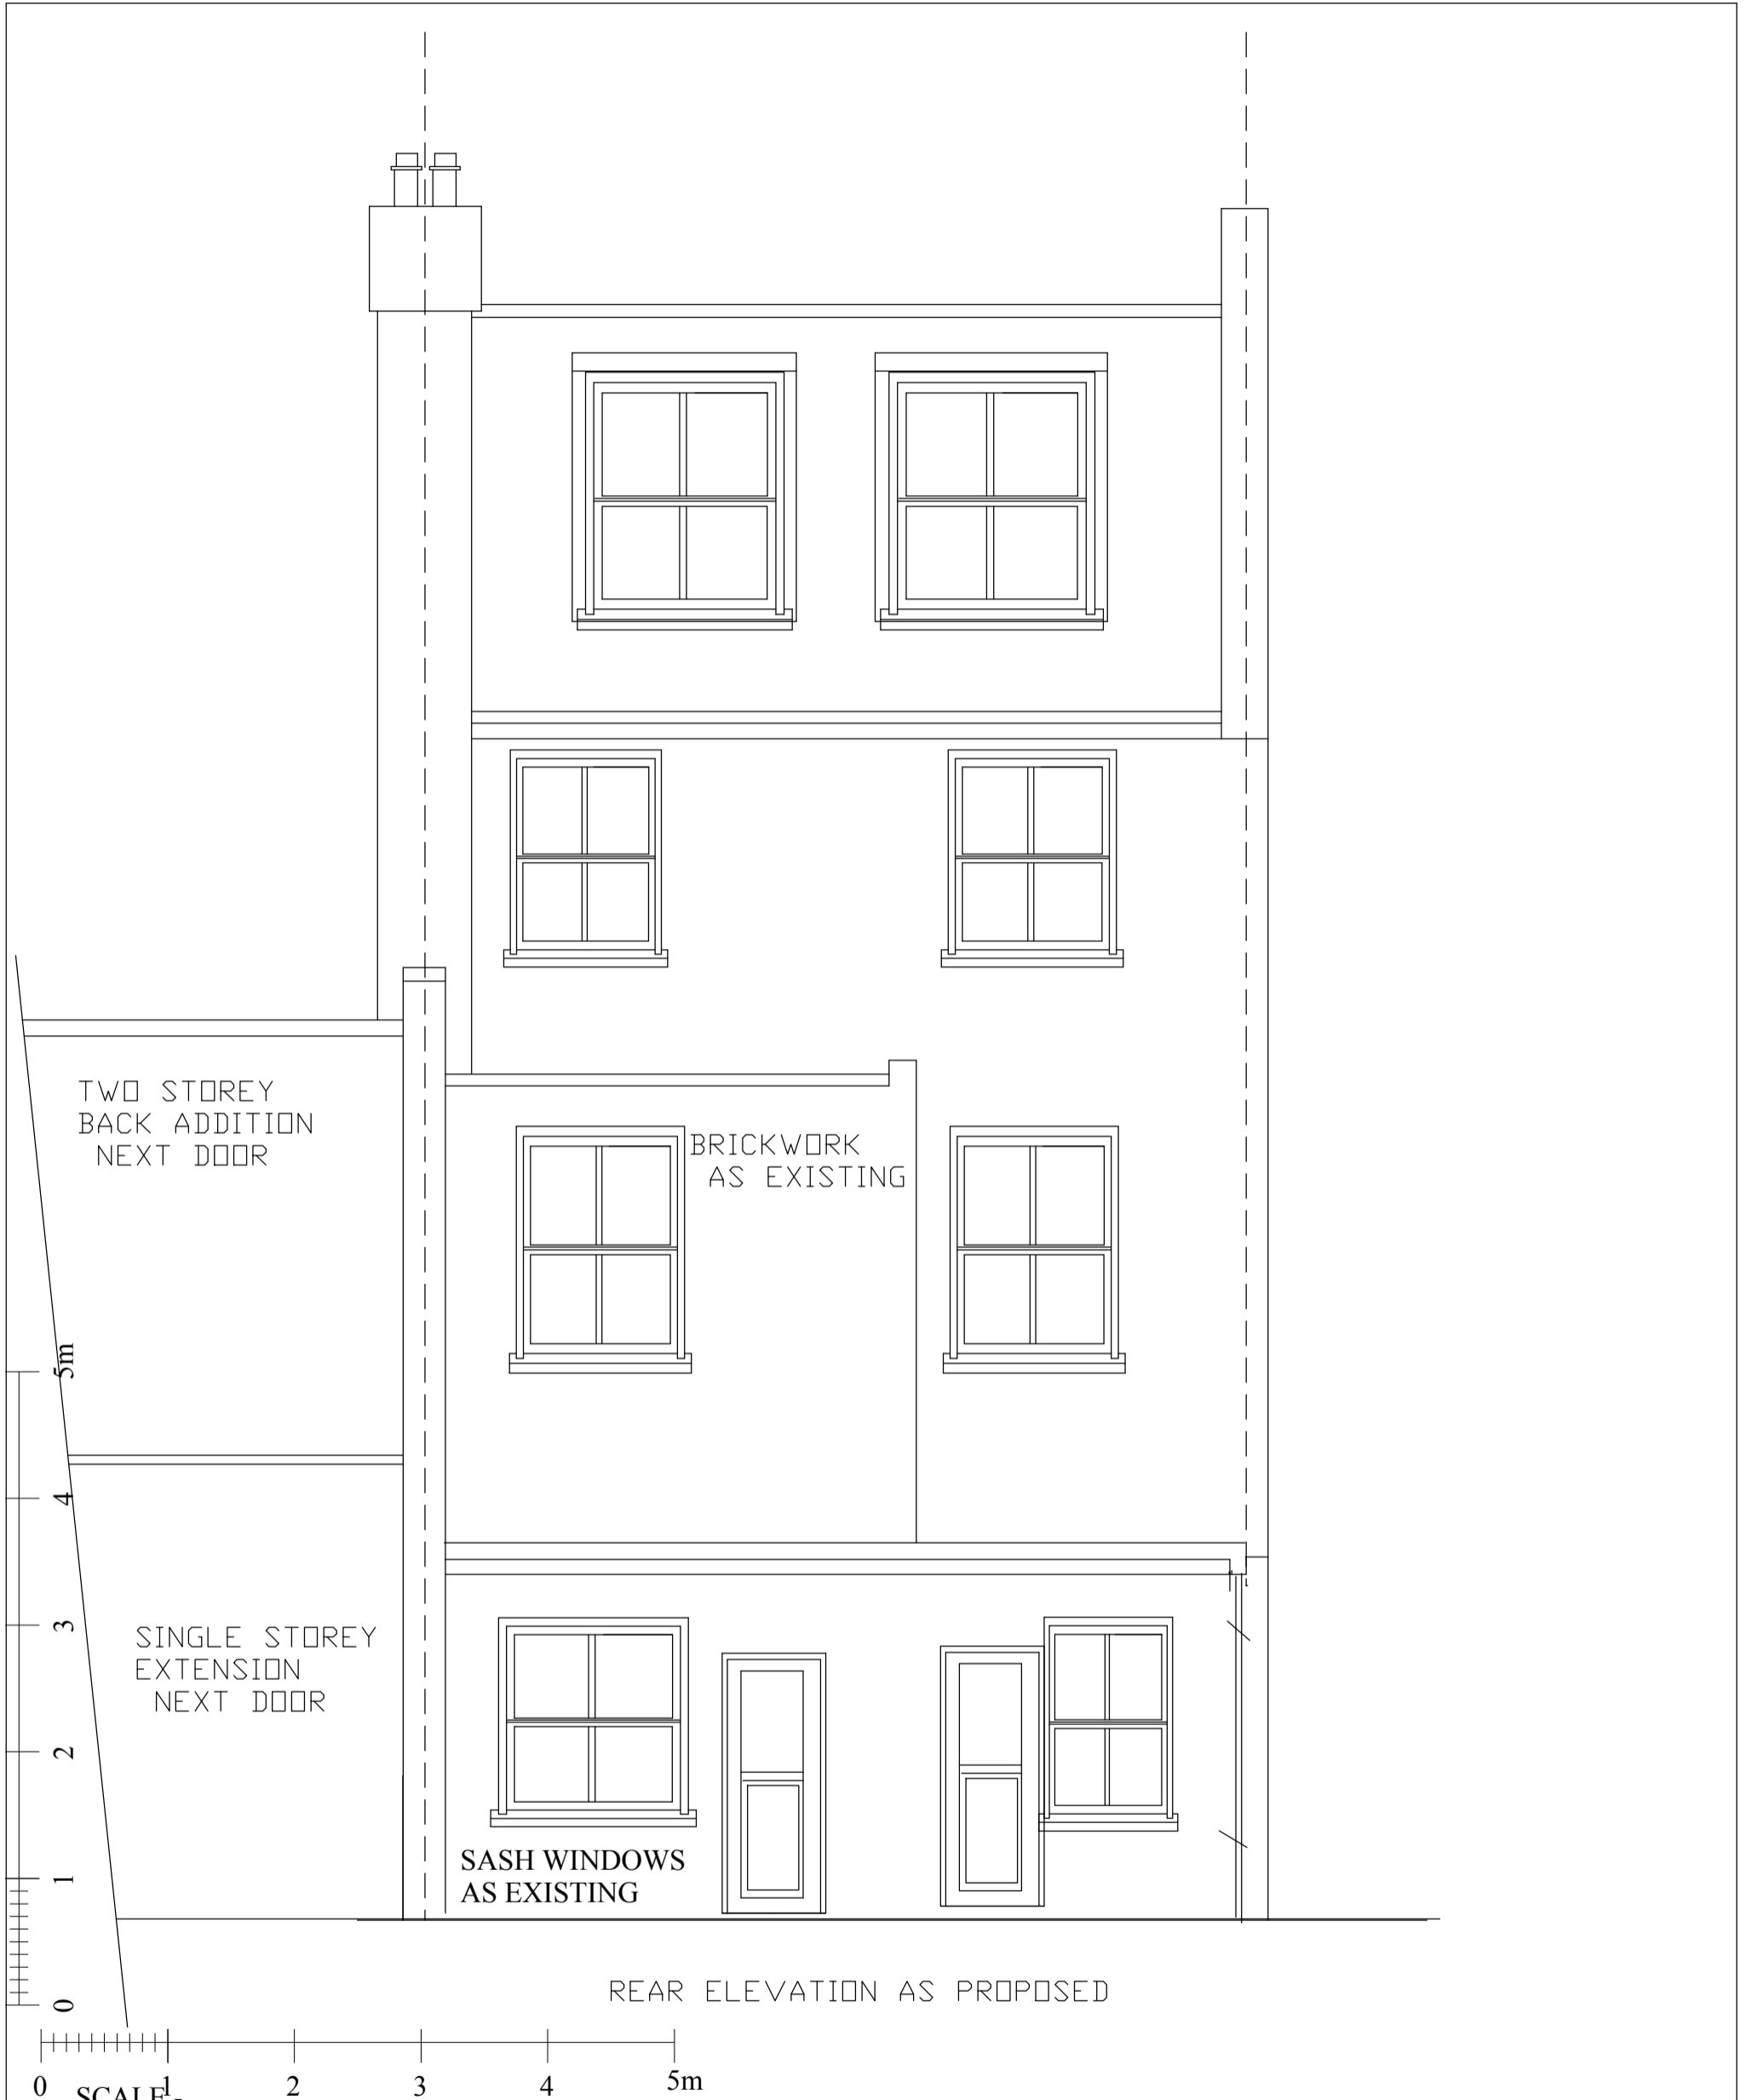 TWO STOREY
BACK ADDITION
NEXT DOOR
BRICKWORK
AS EXISTING
5m
4
3
2
1
0
SINGLE STOREY
EXTENSION
NEXT DOOR
SASH WINDOWS
AS EXISTING
REAR ELEVATION AS PROPOSED
0 1 2 3 4 5m
SCALE